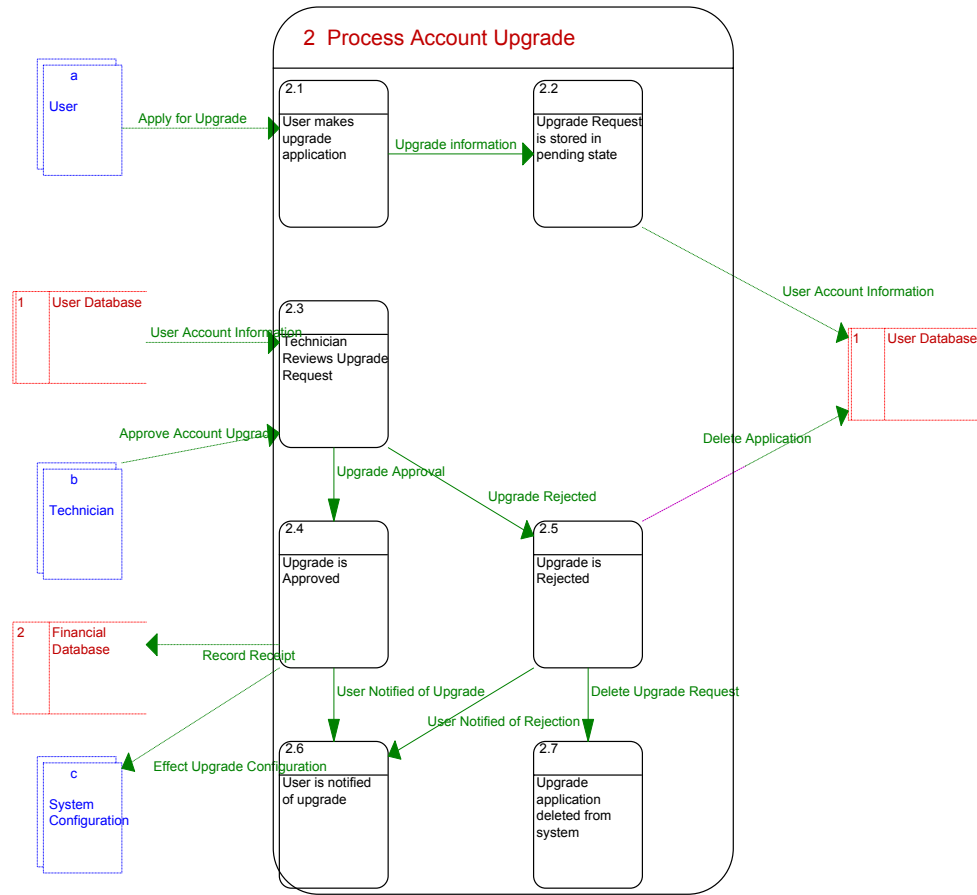 2 Process Account Upgrade
a
User
Apply for Upgrade
2.1
User makes
upgrade
application
Upgrade information
2.2
Upgrade Request
is stored in
pending state
User Account Information
1 User Database
User Account Information
2.3
Technician
Reviews Upgrade
Request
1 User Database
Approve Account Upgrade
Delete Application
b
Technician
Upgrade Approval
Upgrade Rejected
2.4
Upgrade is
Approved
2.5
Upgrade is
Rejected
2 Financial
Database
Record Receipt
User Notified of Upgrade
Delete Upgrade Request
User Notified of Rejection
Effect Upgrade Configuration
c
System
Configuration
2.6
User is notified
of upgrade
2.7
Upgrade
application
deleted from
system